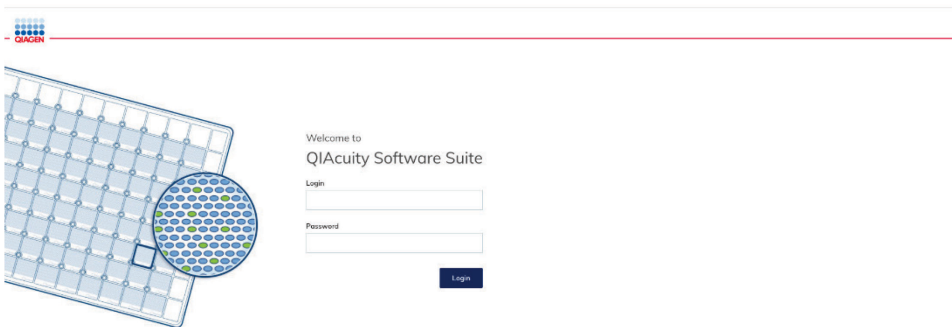 QIAGEN
Welcome to
QIAcuity Software Suite
Login
Password
Login